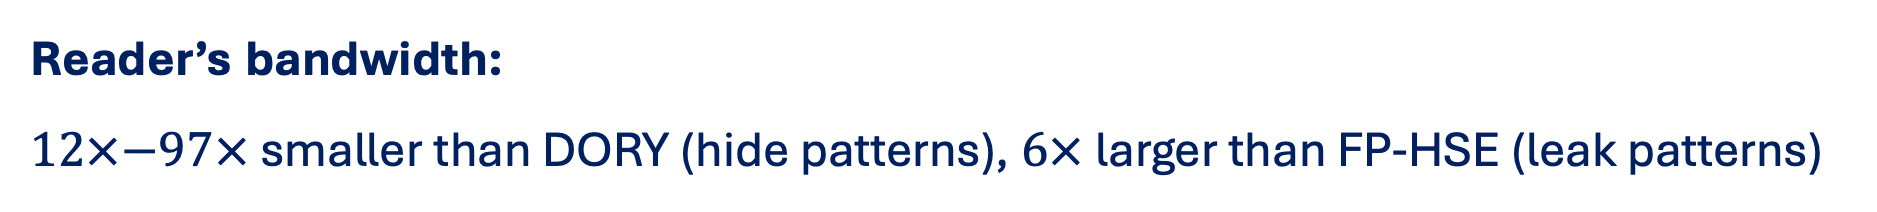 Reader’s bandwidth:
12×−97× smaller than DORY (hide patterns), 6× larger than FP-HSE (leak patterns)